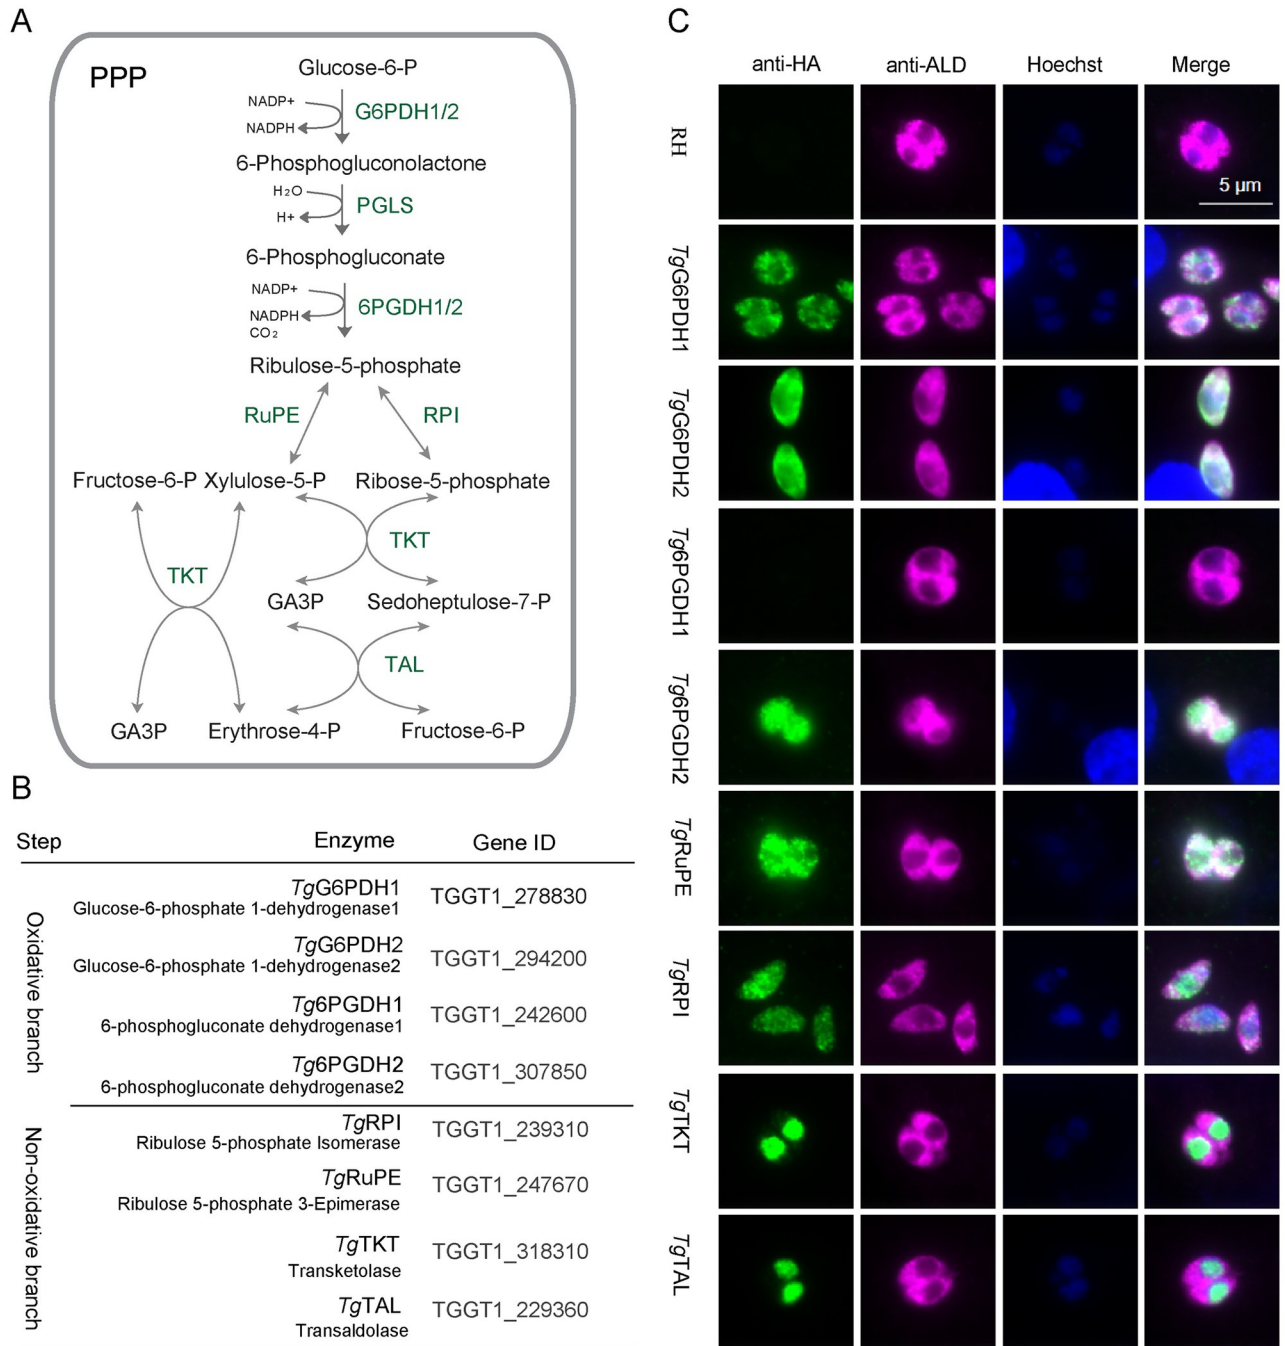 A
PPP
Glucose-6-P
NADP+
NADPH
G6PDH1/2
6-Phosphogluconolactone
H2O
H+
PGLS
6-Phosphogluconate
NADP+
NADPH
CO2
6PGDH1/2
Ribulose-5-phosphate
RuPE
RPI
Fructose-6-P Xylulose-5-P Ribose-5-phosphate
TKT
TKT
GA3P Sedoheptulose-7-P
TAL
GA3P Erythrose-4-P Fructose-6-P
B
Step Enzyme Gene ID
Oxidative branch
TgG6PDH1 TGGT1_278830
Glucose-6-phosphate 1-dehydrogenase1
TgG6PDH2 TGGT1_294200
Glucose-6-phosphate 1-dehydrogenase2
Tg6PGDH1 TGGT1_242600
6-phosphogluconate dehydrogenase1
Tg6PGDH2 TGGT1_307850
6-phosphogluconate dehydrogenase2
Non-oxidative branch
TgRPI TGGT1_239310
Ribulose 5-phosphate Isomerase
TgRuPE TGGT1_247670
Ribulose 5-phosphate 3-Epimerase
TgTKT TGGT1_318310
Transketolase
TgTAL TGGT1_229360
Transaldolase
C
anti-HA anti-ALD Hoechst Merge
RH
5 µm
TgG6PDH1
TgG6PDH2
Tg6PGDH1
Tg6PGDH2
TgRuPE
TgRPI
TgTKT
TgTAL